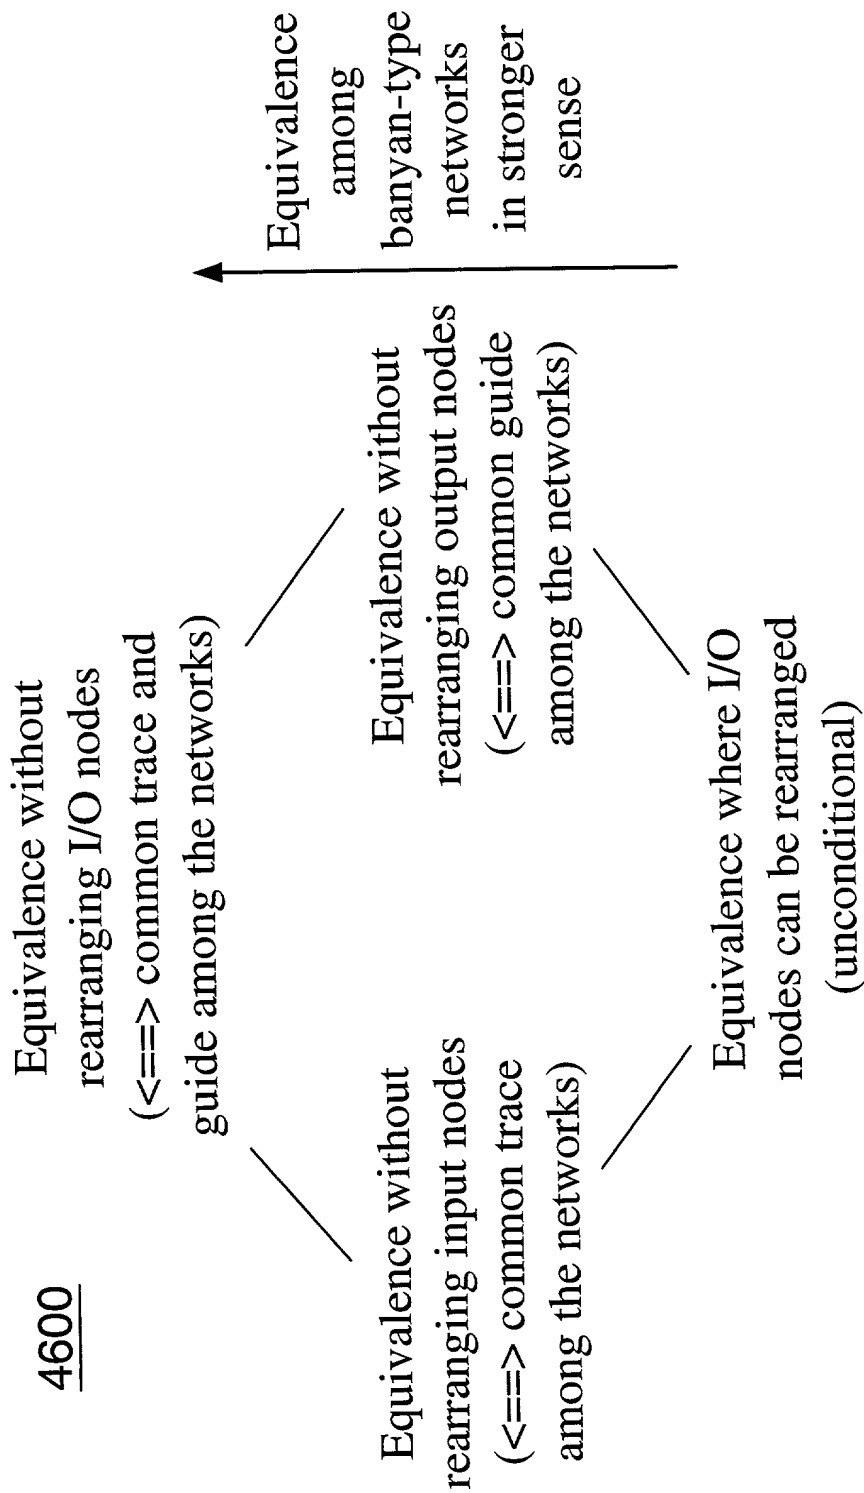 4600
Equivalence without
rearranging I/O nodes
(<==> common trace and
guide among the networks)
Equivalence without
rearranging input nodes
(<==> common trace
among the networks)
Equivalence without
rearranging output nodes
(<==> common guide
among the networks)
Equivalence where I/O
nodes can be rearranged
(unconditional)
Equivalence
among
banyan-type
networks
in stronger
sense